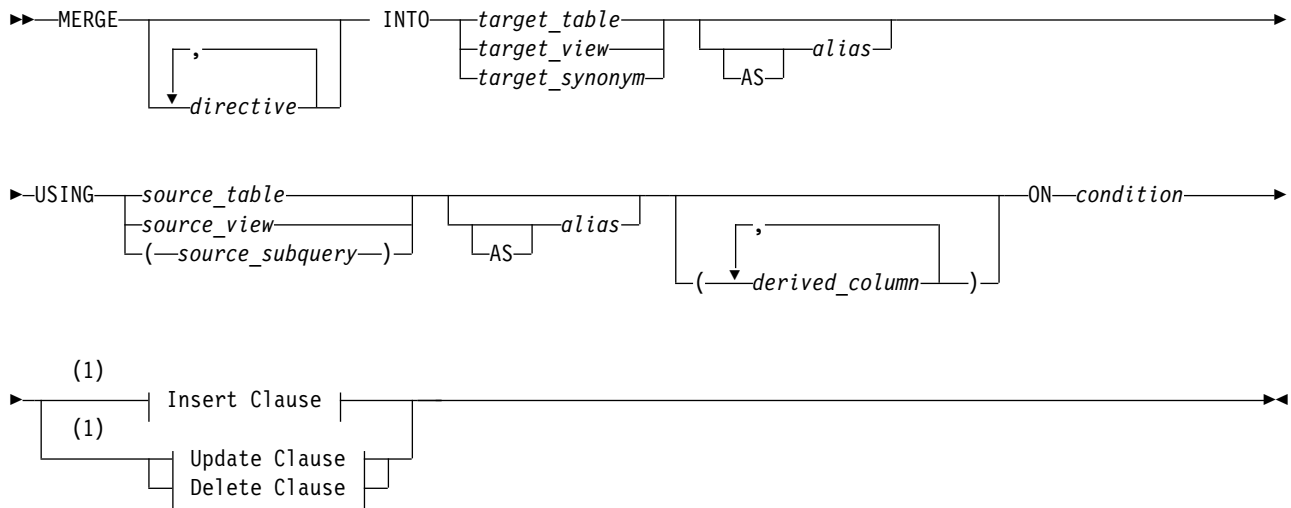 MERGE INTO target_table
, target_view alias
target_synonym AS
directive
USING source_table ON condition
source_view alias ,
( source_subquery ) AS
( derived_column )
(1)
Insert Clause
(1)
Update Clause
Delete Clause